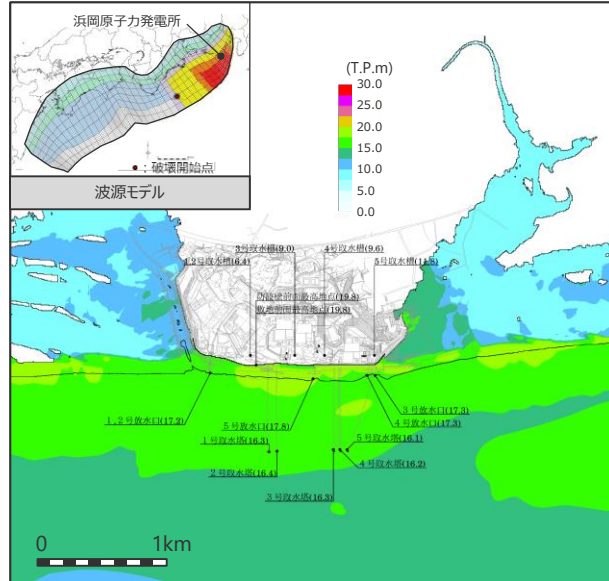 浜岡原子力発電所
●:破壊開始点
波源モデル
(T.P.m)
30.0
25.0
20.0
15.0
10.0
5.0
0.0
3号取水槽(9.0)
4号取水槽(9.6)
1,2号取水槽(6.4)
5号取水槽(11.8)
防波壁前面最高地点(19.8)
敷地前面最高地点(19.8)
1,2号放水口(17.2)
3号放水口(17.3)
5号放水口(17.8)
4号放水口(17.3)
1号取水塔(16.3)
5号取水塔(16.1)
2号取水塔(16.4)
4号取水塔(16.2)
3号取水塔(16.3)
0
1km